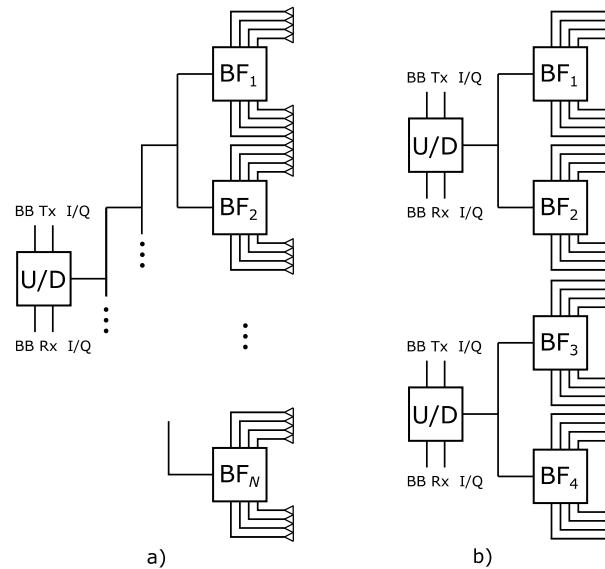 BF1
BF2
BB Tx I/Q
U/D
BB Rx I/Q
BFN
a)
BB Tx I/Q
U/D
BB Rx I/Q
BF1
BF2
BB Tx I/Q
U/D
BB Rx I/Q
BF3
BF4
b)